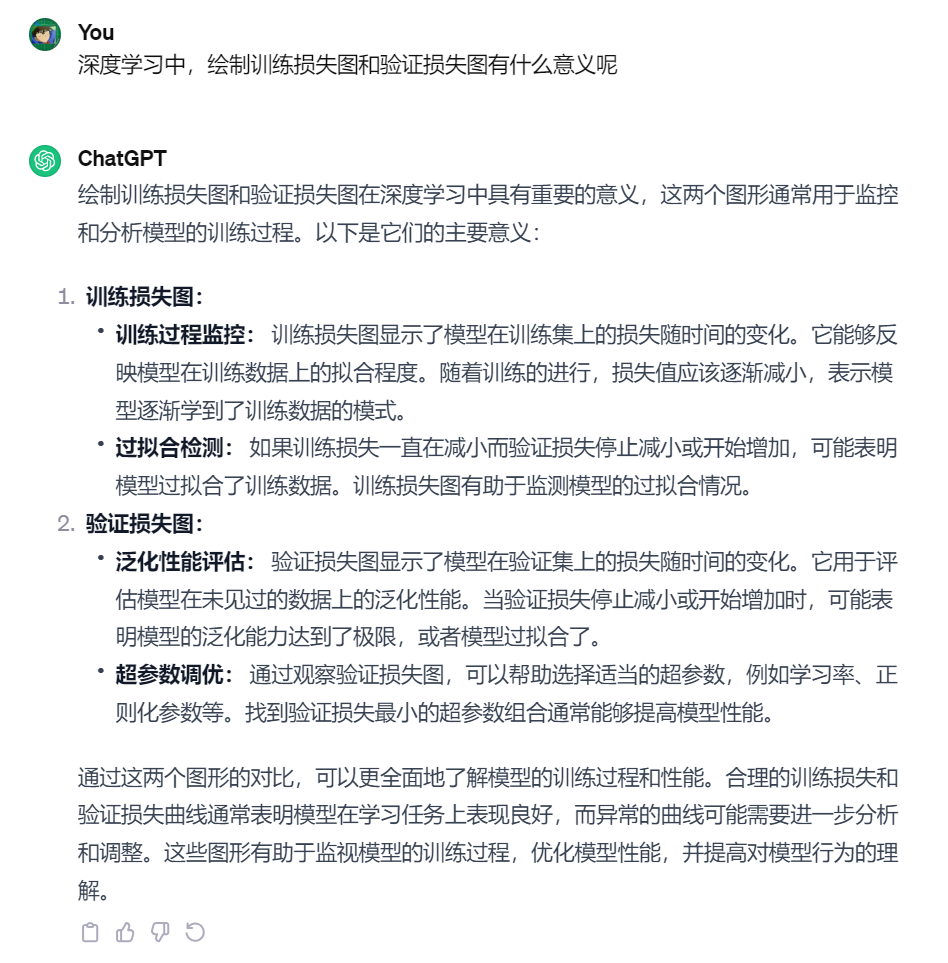 You
深度学习中，绘制训练损失图和验证损失图有什么意义呢
ChatGPT
绘制训练损失图和验证损失图在深度学习中具有重要的意义，这两个图形通常用于监控
和分析模型的训练过程。以下是它们的主要意义：
1. 训练损失图：
• 训练过程监控： 训练损失图显示了模型在训练集上的损失随时间的变化。它能够反
映模型在训练数据上的拟合程度。随着训练的进行，损失值应该逐渐减小，表示模
型逐渐学到了训练数据的模式。
• 过拟合检测： 如果训练损失一直在减小而验证损失停止减小或开始增加，可能表明
模型过拟合了训练数据。训练损失图有助于监测模型的过拟合情况。
2. 验证损失图：
• 泛化性能评估： 验证损失图显示了模型在验证集上的损失随时间的变化。它用于评
估模型在未见过的数据上的泛化性能。当验证损失停止减小或开始增加时，可能表
明模型的泛化能力达到了极限，或者模型过拟合了。
• 超参数调优： 通过观察验证损失图，可以帮助选择适当的超参数，例如学习率、正
则化参数等。找到验证损失最小的超参数组合通常能够提高模型性能。
通过这两个图形的对比，可以更全面地了解模型的训练过程和性能。合理的训练损失和
验证损失曲线通常表明模型在学习任务上表现良好，而异常的曲线可能需要进一步分析
和调整。这些图形有助于监视模型的训练过程，优化模型性能，并提高对模型行为的理
解。